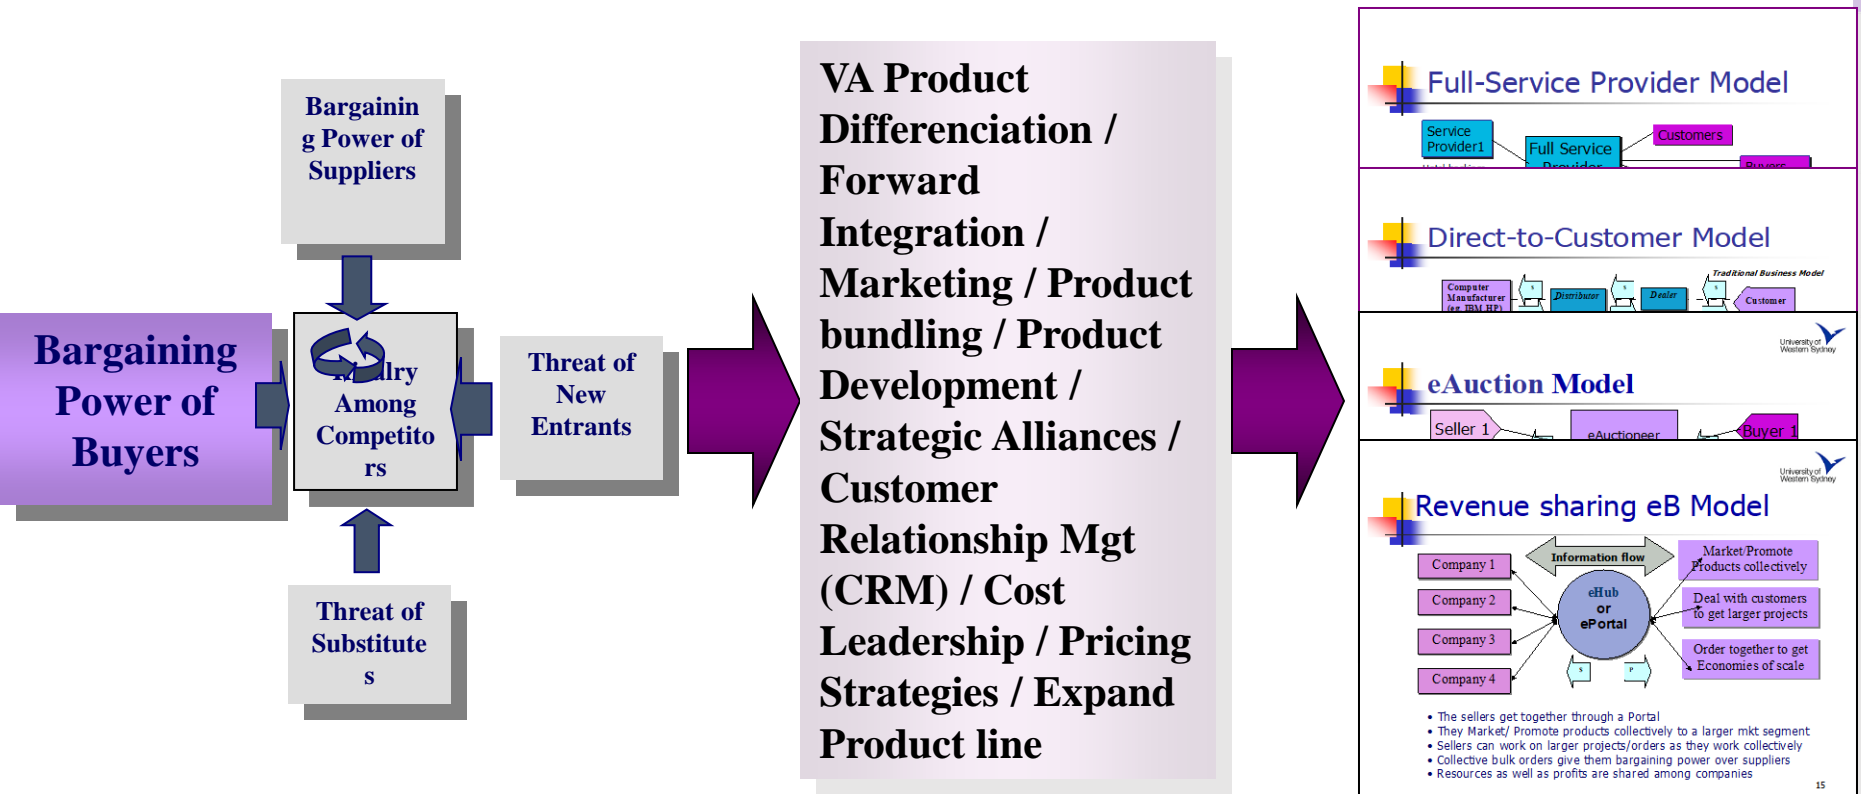 Bargainin
g Power of
Suppliers
Bargaining
Power of
Buyers
Among
Competito
rs
Threat of
New
Entrants
Threat of
Substitute
s
VA Product
Differenciation /
Forward
Integration /
Marketing / Product
bundling / Product
Development /
Strategic Alliances /
Customer
Relationship Mgt
(CRM) / Cost
Leadership / Pricing
Strategies / Expand
Product line
Full-Service Provider Model
Service
Provider1
Full Service
Provider
Customers
Buyers
Direct-to-Customer Model
Traditional Business Model
Computer
Manufacturer
(eg. IBM, HP)
$
Distributor
$
Dealer
$
Customer
University of
Western Sydney
eAuction Model
Seller 1
eAuctioneer
Buyer 1
University of
Western Sydney
Revenue sharing eB Model
Information flow
Company 1
Company 2
Company 3
Company 4
eHub
or
ePortal
$
P
Market/Promote
Products collectively
Deal with customers
to get larger projects
Order together to get
Economies of scale
• The sellers get together through a Portal
• They Market/ Promote products collectively to a larger mkt segment
• Sellers can work on larger projects/orders as they work collectively
• Collective bulk orders give them bargaining power over suppliers
• Resources as well as profits are shared among companies
15